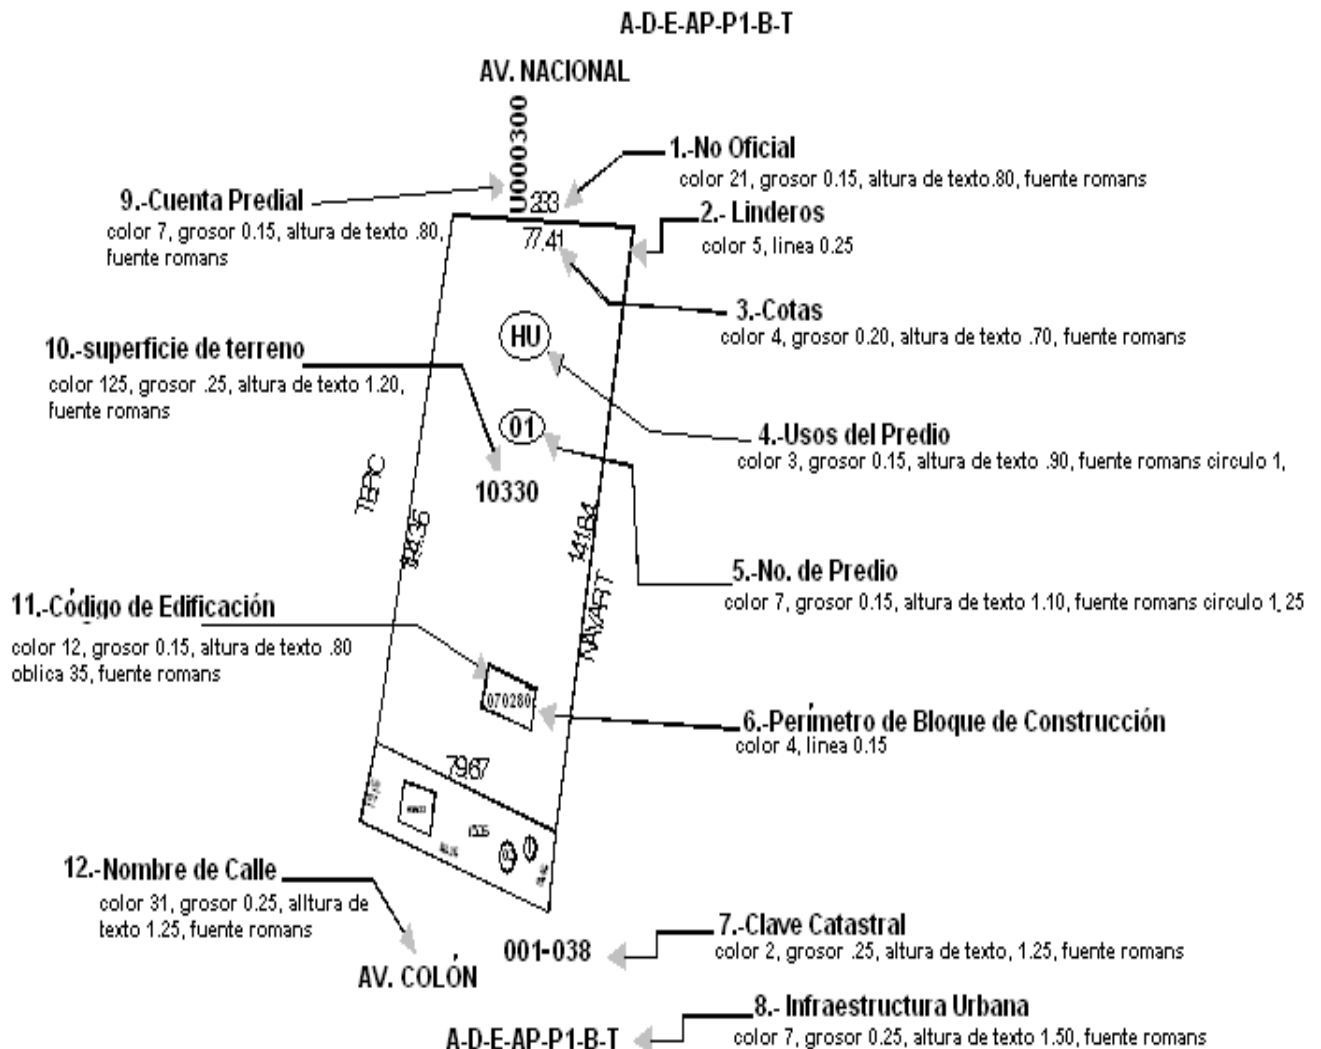 A-D-E-AP-P1-B-T
AV. NACIONAL
U0000300
1.-No Oficial
color 21, grosor 0.15, altura de texto.80, fuente romans
9.-Cuenta Predial
color 7, grosor 0.15, altura de texto .80,
fuente romans
233
2.- Linderos
color 5, linea 0.25
77.41
3.-Cotas
color 4, grosor 0.20, altura de texto .70, fuente romans
HU
10.-superficie de terreno
color 125, grosor .25, altura de texto 1.20,
fuente romans
01
4.-Usos del Predio
color 3, grosor 0.15, altura de texto .90, fuente romans circulo 1,
TEPIC
10330
141.84
5.-No. de Predio
color 7, grosor 0.15, altura de texto 1.10, fuente romans circulo 1_25
11.-Código de Edificación
color 12, grosor 0.15, altura de texto .80
oblica 35, fuente romans
NAYART
070280
6.-Perímetro de Bloque de Construcción
color 4, linea 0.15
79.67
12.-Nombre de Calle
color 31, grosor 0.25, alltura de
texto 1.25, fuente romans
7.-Clave Catastral
color 2, grosor .25, altura de texto, 1.25, fuente romans
001-038
AV. COLÓN
8.- Infraestructura Urbana
color 7, grosor 0.25, altura de texto 1.50, fuente romans
A-D-E-AP-P1-B-T